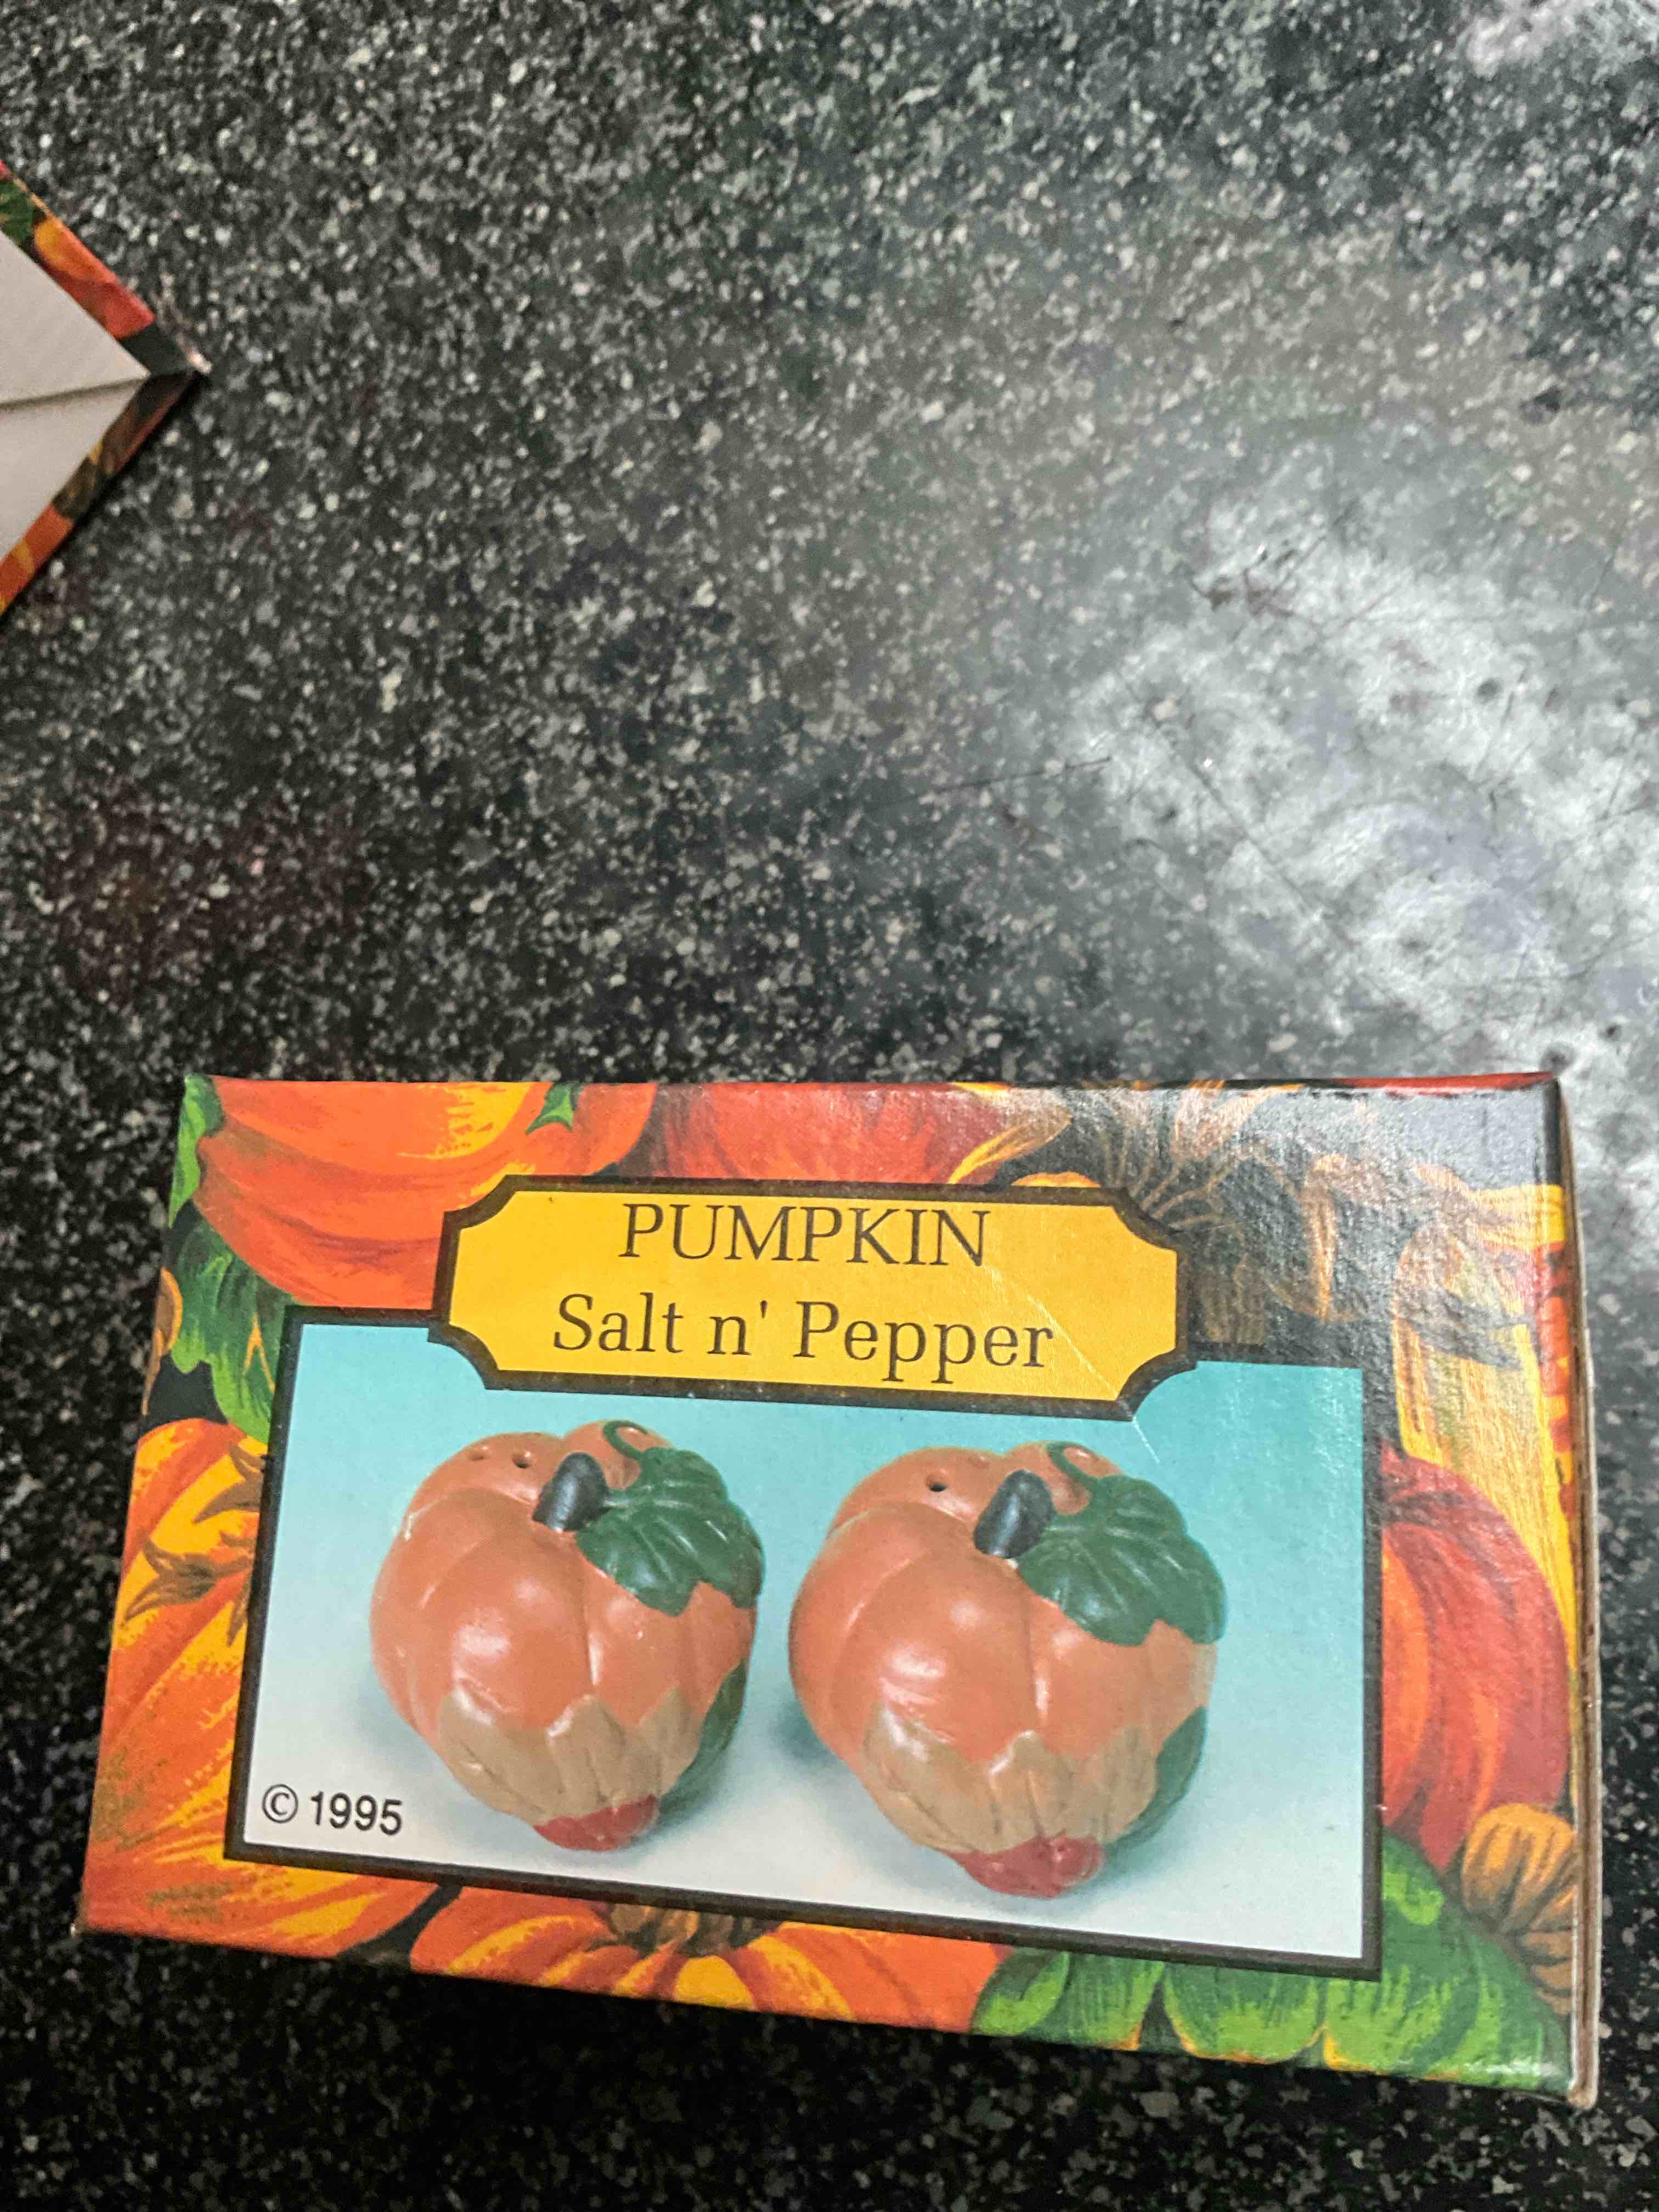 PUMPKIN
Salt n' Pepper
© 1995